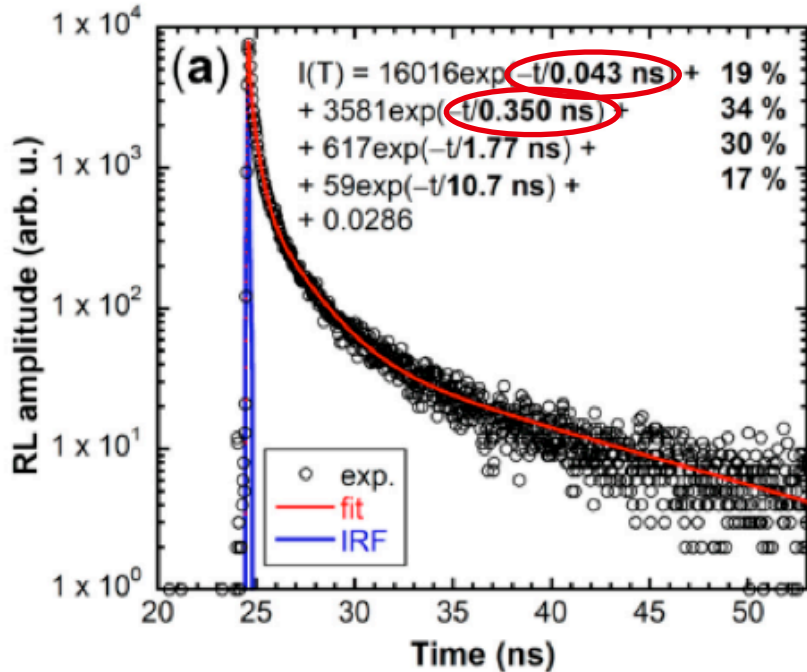 (a)
I(T) = 16016exp(−t/0.043 ns) + 19 %
+ 3581exp(−t/0.350 ns) + 34 %
+ 617exp(−t/1.77 ns) + 30 %
+ 59exp(−t/10.7 ns) + 17 %
+ 0.0286
RL amplitude (arb. u.)
1 x 10⁴
1 x 10³
1 x 10²
1 x 10¹
1 x 10⁰
exp.
fit
IRF
20 25 30 35 40 45 50
Time (ns)